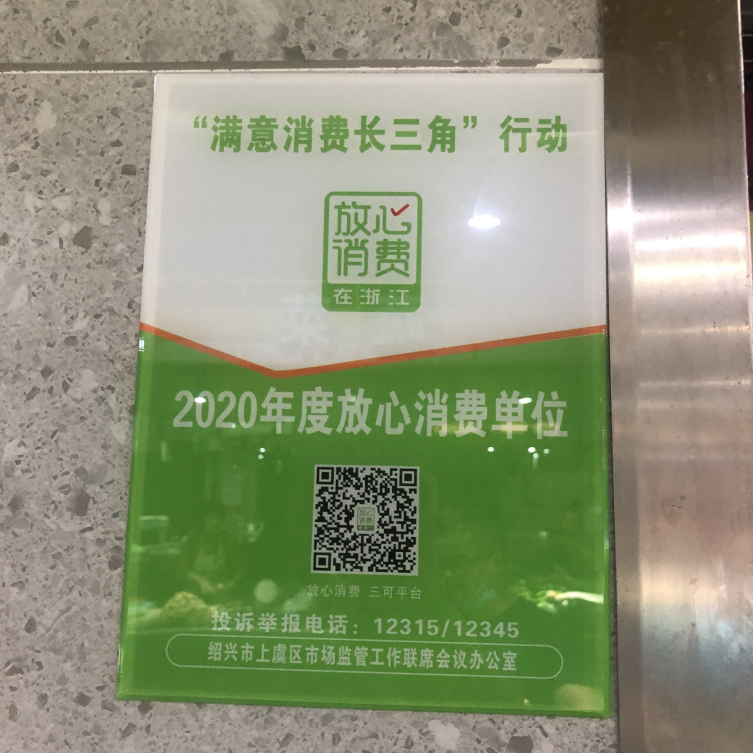 “满意消费长三角”行动
放心
消费
在浙江
2020年度放心消费单位
放心消费 三可平台
投诉举报电话：12315/12345
绍兴市上虞区市场监管工作联席会议办公室